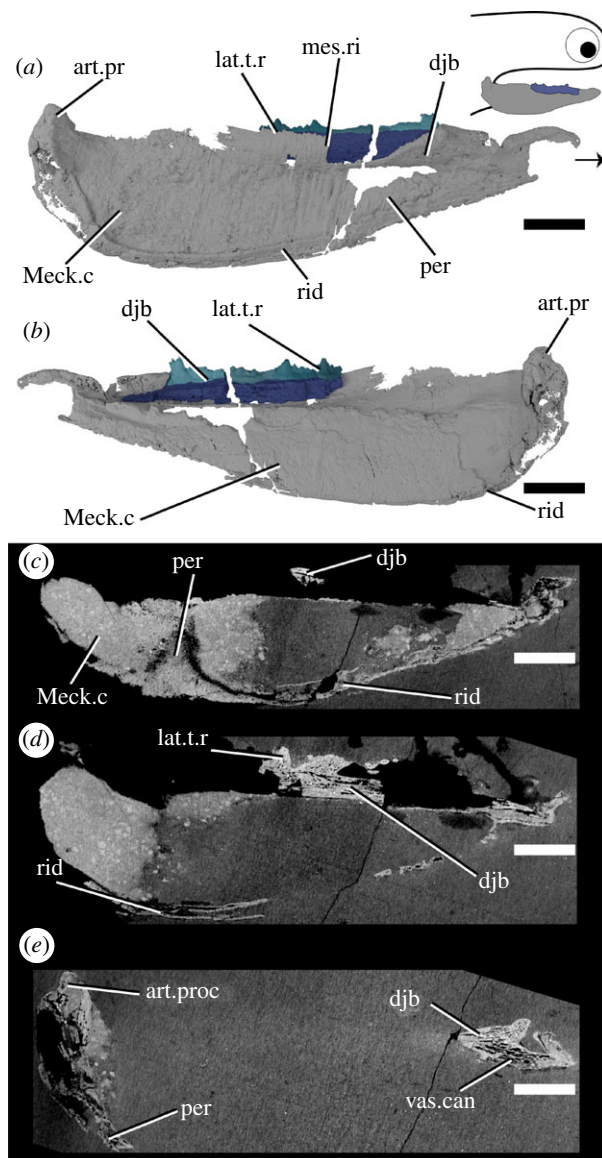 (a)
art.pr
lat.t.r
mes.ri
djb
Meck.c
rid
per
(b)
djb
lat.t.r
art.pr
Meck.c
rid
(c)
per
djb
Meck.c
rid
(d)
lat.t.r
rid
djb
(e)
art.proc
djb
per
vas.can